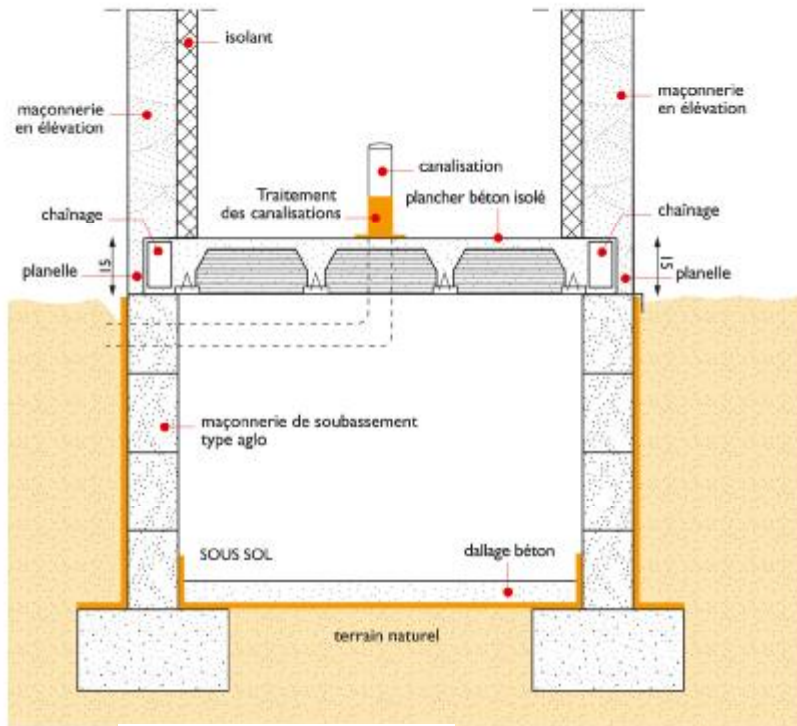 isolant
maçonnerie
en élévation
maçonnerie
en élévation
canalisation
Traitement
des canalisations
plancher béton isolé
chaînage
chaînage
15
planelle
15
planelle
maçonnerie de soubassement
type aglo
SOUS SOL
dallage béton
terrain naturel